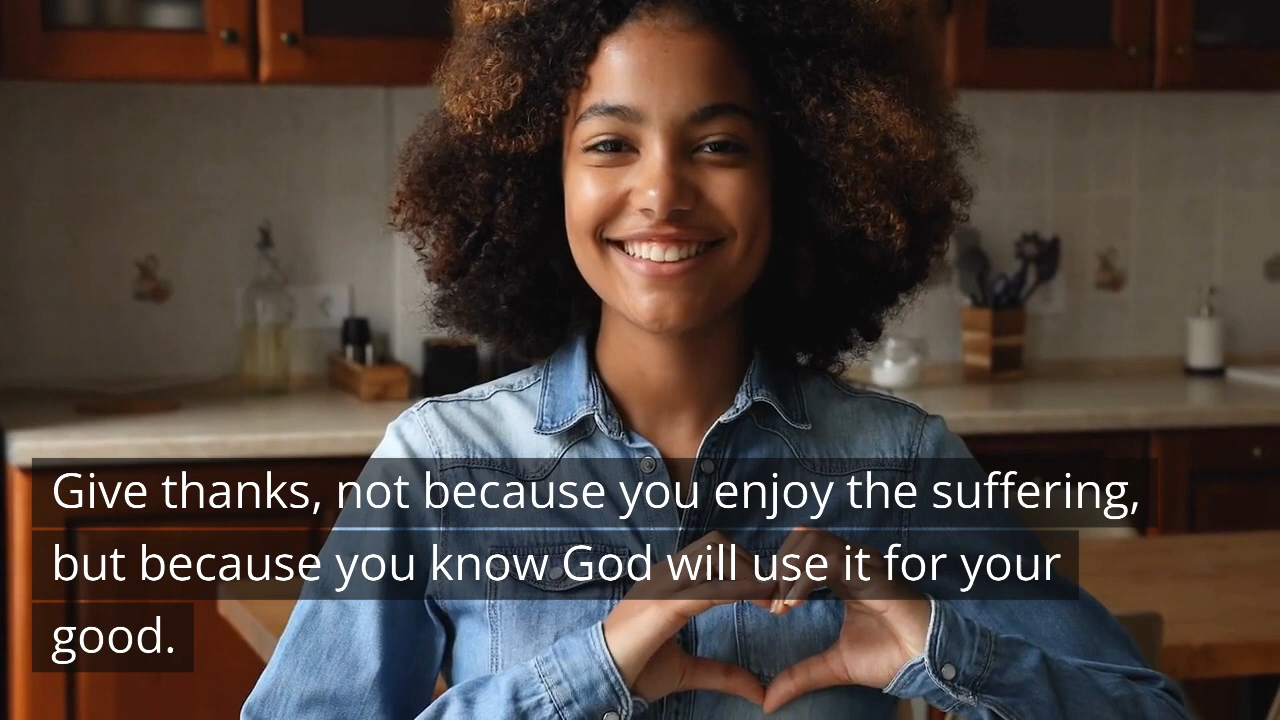 Give thanks, not because you enjoy the suffering,
but because you know God will use it for your
good.